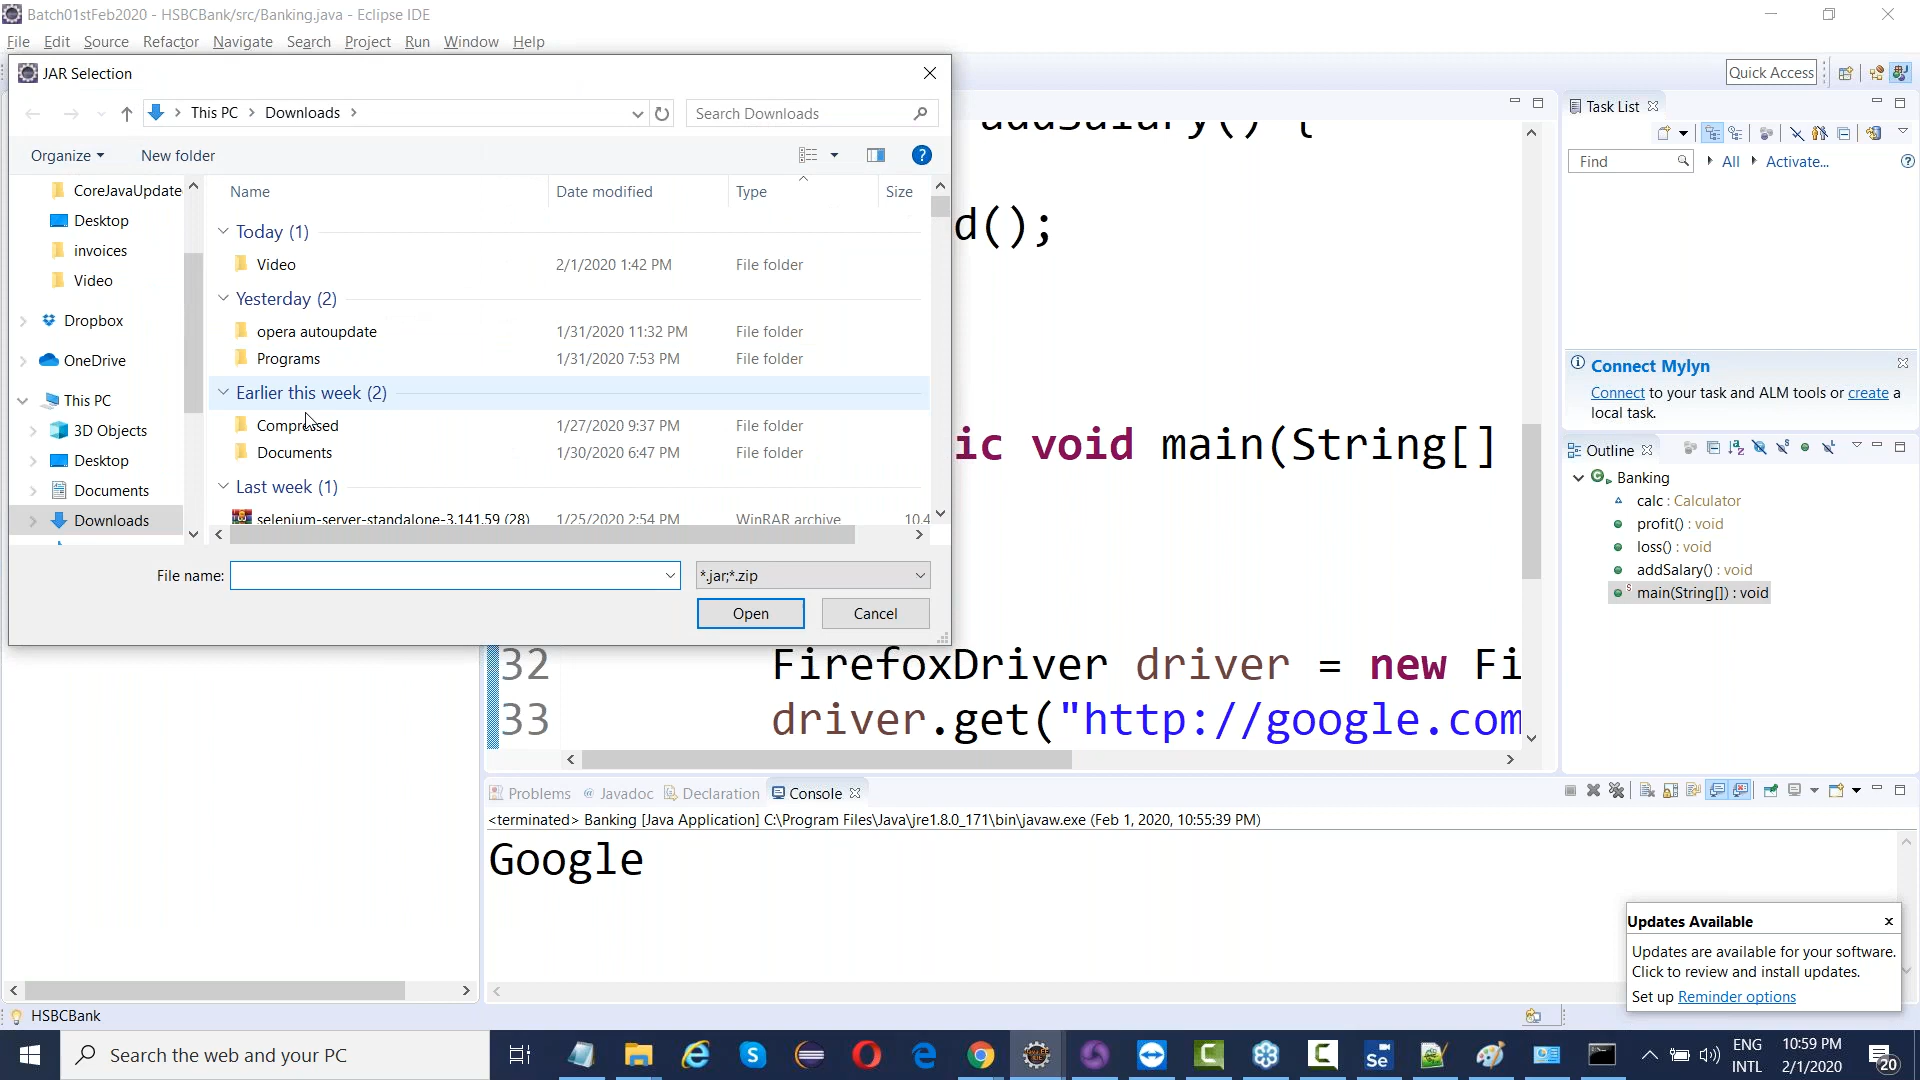 Batch01stFeb2020 - HSBCBank/src/Banking.java - Eclipse IDE
File Edit Source Refactor Navigate Search Project Run Window Help
JAR Selection
This PC Downloads
Search Downloads
Organize New folder
Name Date modified Type Size
CoreJavaUpdate
Desktop
invoices
Video
Dropbox
OneDrive
This PC
3D Objects
Desktop
Documents
Downloads
Today (1)
Video 2/1/2020 1:42 PM File folder
Yesterday (2)
opera autoupdate 1/31/2020 11:32 PM File folder
Programs 1/31/2020 7:53 PM File folder
Earlier this week (2)
Compressed 1/27/2020 9:37 PM File folder
Documents 1/30/2020 6:47 PM File folder
Last week (1)
selenium-server-standalone-3.141.59 (28) 1/25/2020 2:54 PM WinRAR archive 10.4
File name:
*.jar;*.zip
Open Cancel
addSalary() {
d();
ic void main(String[]
32 FirefoxDriver driver = new Fi
33 driver.get("http://google.com
Quick Access
Task List
Find All Activate...
Connect Mylyn
Connect to your task and ALM tools or create a
local task.
Outline
Banking
calc : Calculator
profit() : void
loss() : void
addSalary() : void
main(String[]) : void
Problems Javadoc Declaration Console
<terminated> Banking [Java Application] C:\Program Files\Java\jre1.8.0_171\bin\javaw.exe (Feb 1, 2020, 10:55:39 PM)
Google
Updates Available
Updates are available for your software.
Click to review and install updates.
Set up Reminder options
HSBCBank
Search the web and your PC
Se
ENG
INTL
10:59 PM
2/1/2020
20